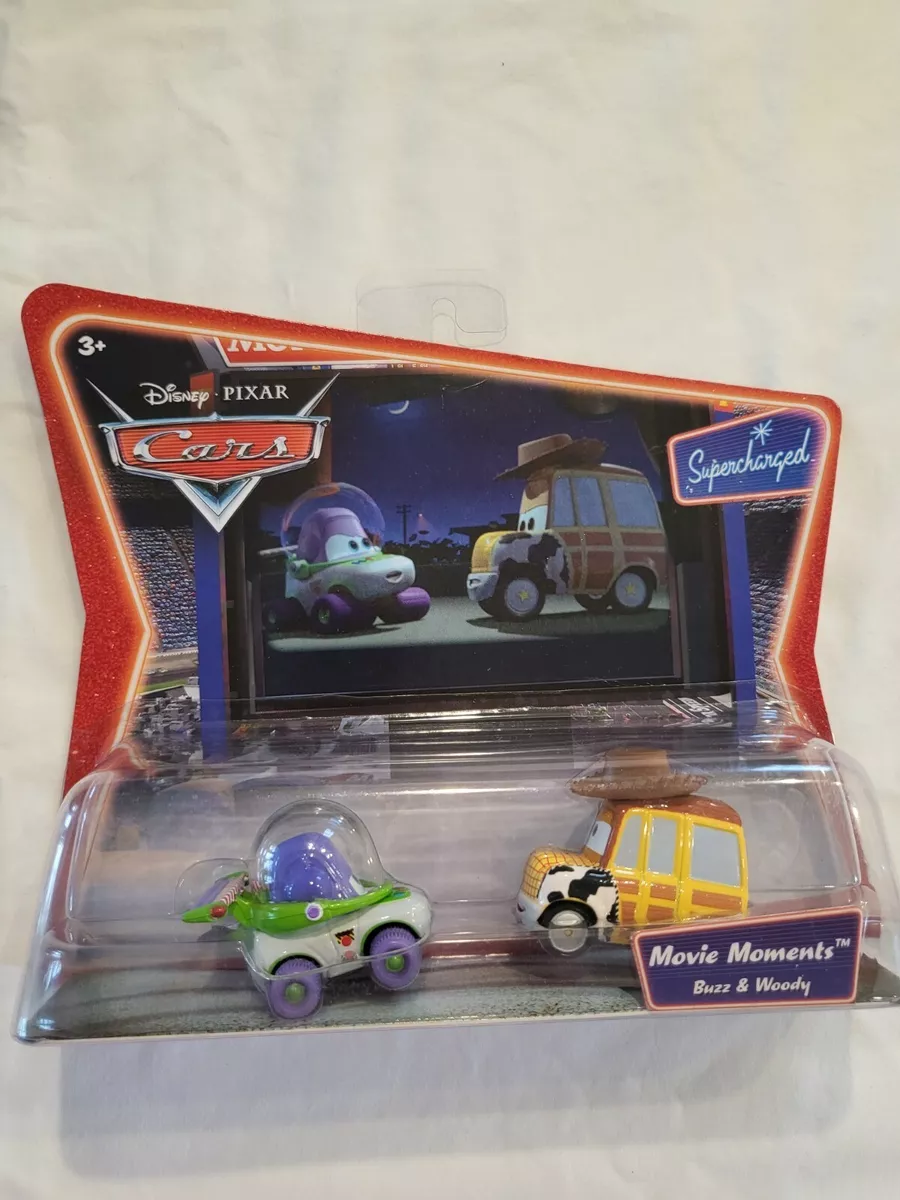 3+
Disney · PIXAR
Cars
Supercharged
Movie Moments™
Buzz & Woody